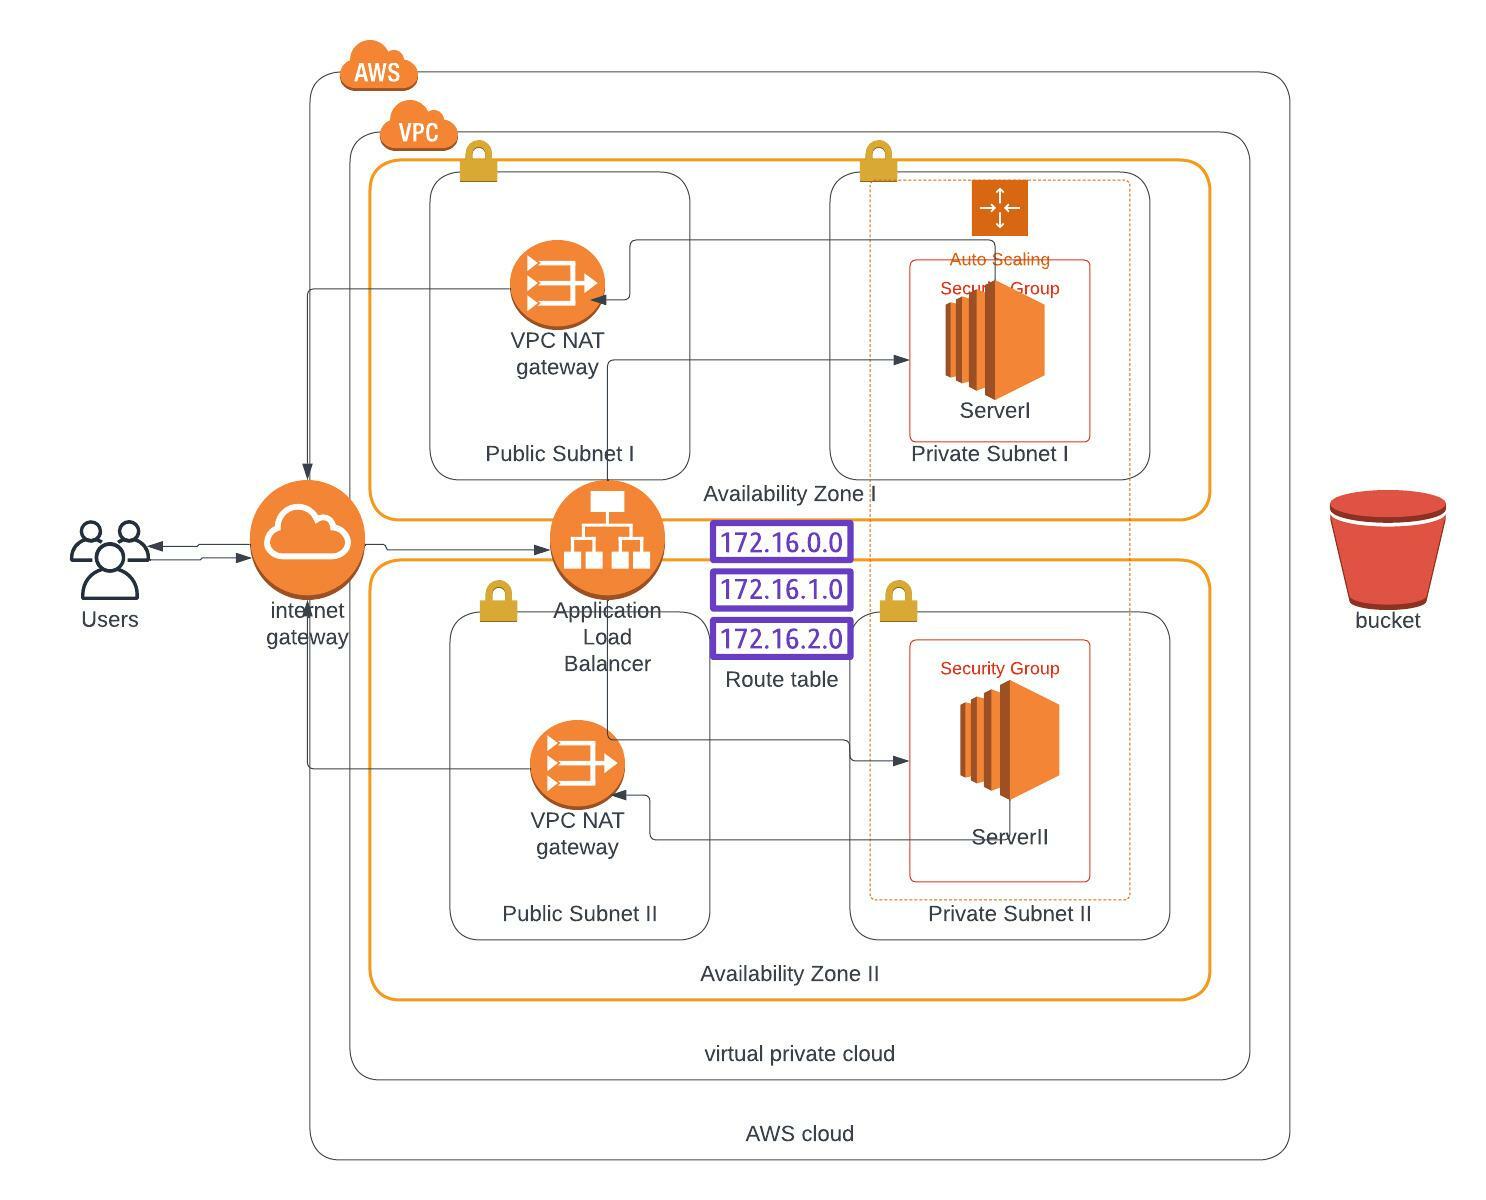 AWS
VPC
Auto Scaling
Security Group
VPC NAT
gateway
ServerI
Public Subnet I
Private Subnet I
Availability Zone I
172.16.0.0
172.16.1.0
172.16.2.0
Route table
Users
internet
gateway
Application
Load
Balancer
bucket
Security Group
VPC NAT
gateway
ServerII
Public Subnet II
Private Subnet II
Availability Zone II
virtual private cloud
AWS cloud